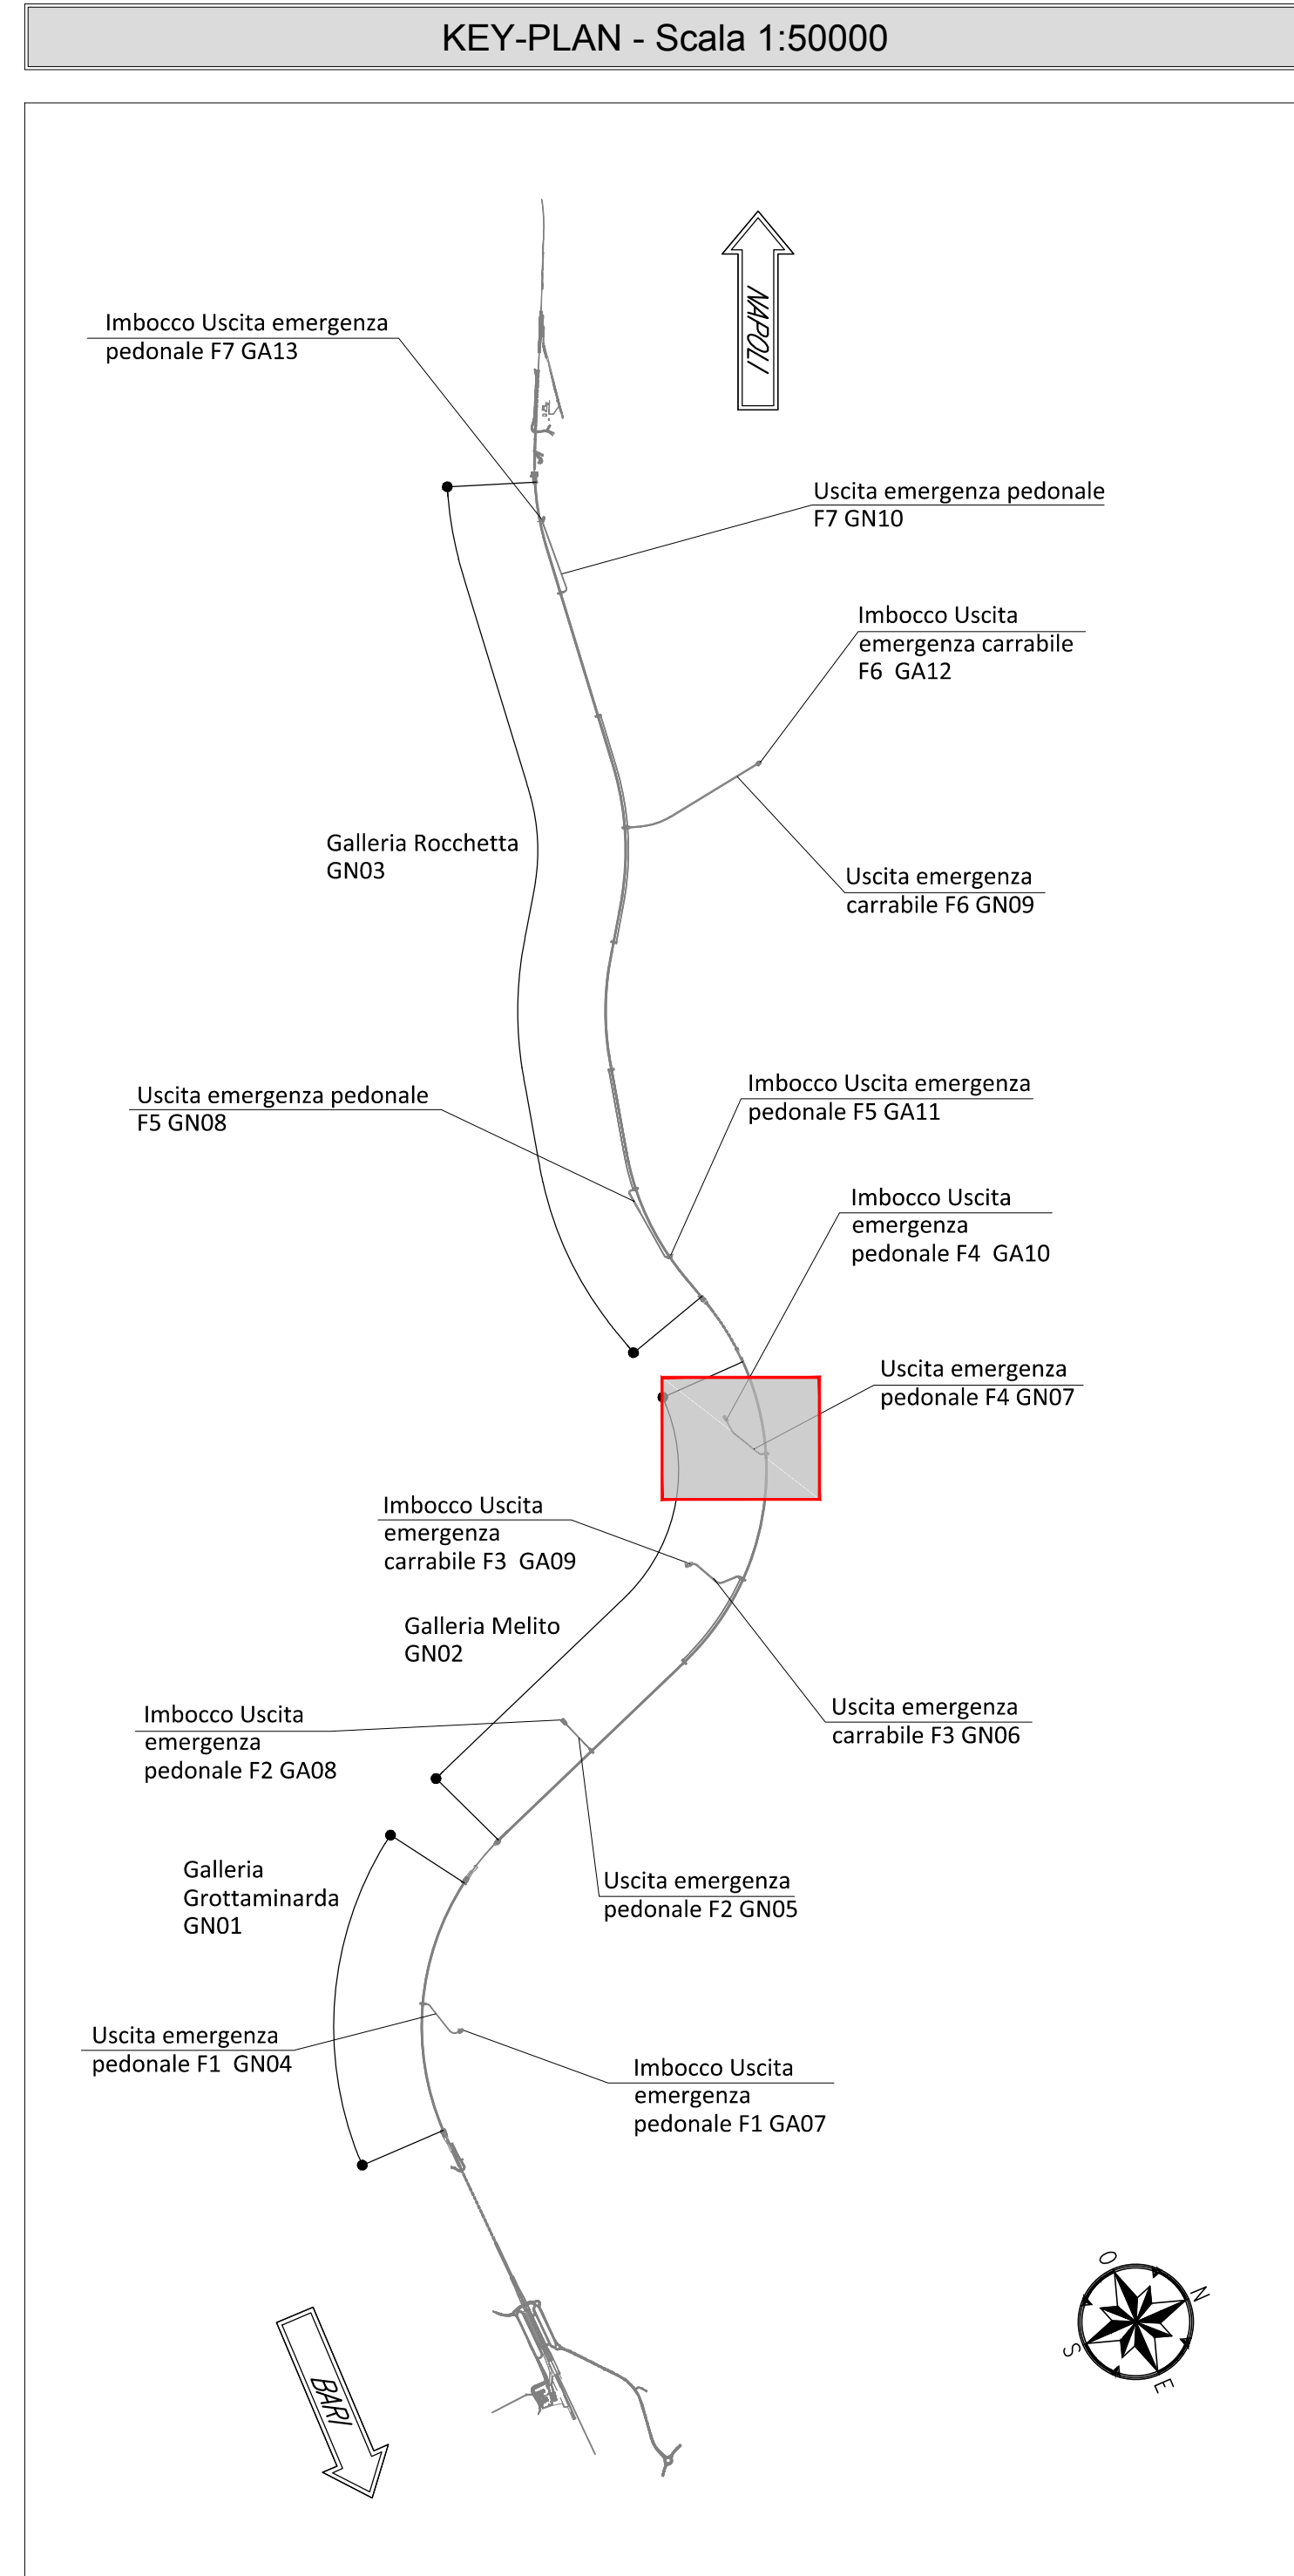 KEY-PLAN - Scala 1:50000
NAPOLI
Imbocco Uscita emergenza
pedonale F7 GA13
Uscita emergenza pedonale
F7 GN10
Imbocco Uscita
emergenza carrabile
F6  GA12
Galleria Rocchetta
GN03
Uscita emergenza
carrabile F6 GN09
Uscita emergenza pedonale
F5 GN08
Imbocco Uscita emergenza
pedonale F5 GA11
Imbocco Uscita
emergenza
pedonale F4  GA10
Uscita emergenza
pedonale F4 GN07
Imbocco Uscita
emergenza
carrabile F3  GA09
Galleria Melito
GN02
Uscita emergenza
carrabile F3 GN06
Imbocco Uscita
emergenza
pedonale F2 GA08
Galleria
Grottaminarda
GN01
Uscita emergenza
pedonale F2 GN05
Uscita emergenza
pedonale F1  GN04
Imbocco Uscita
emergenza
pedonale F1 GA07
BARI
O
N
S
E